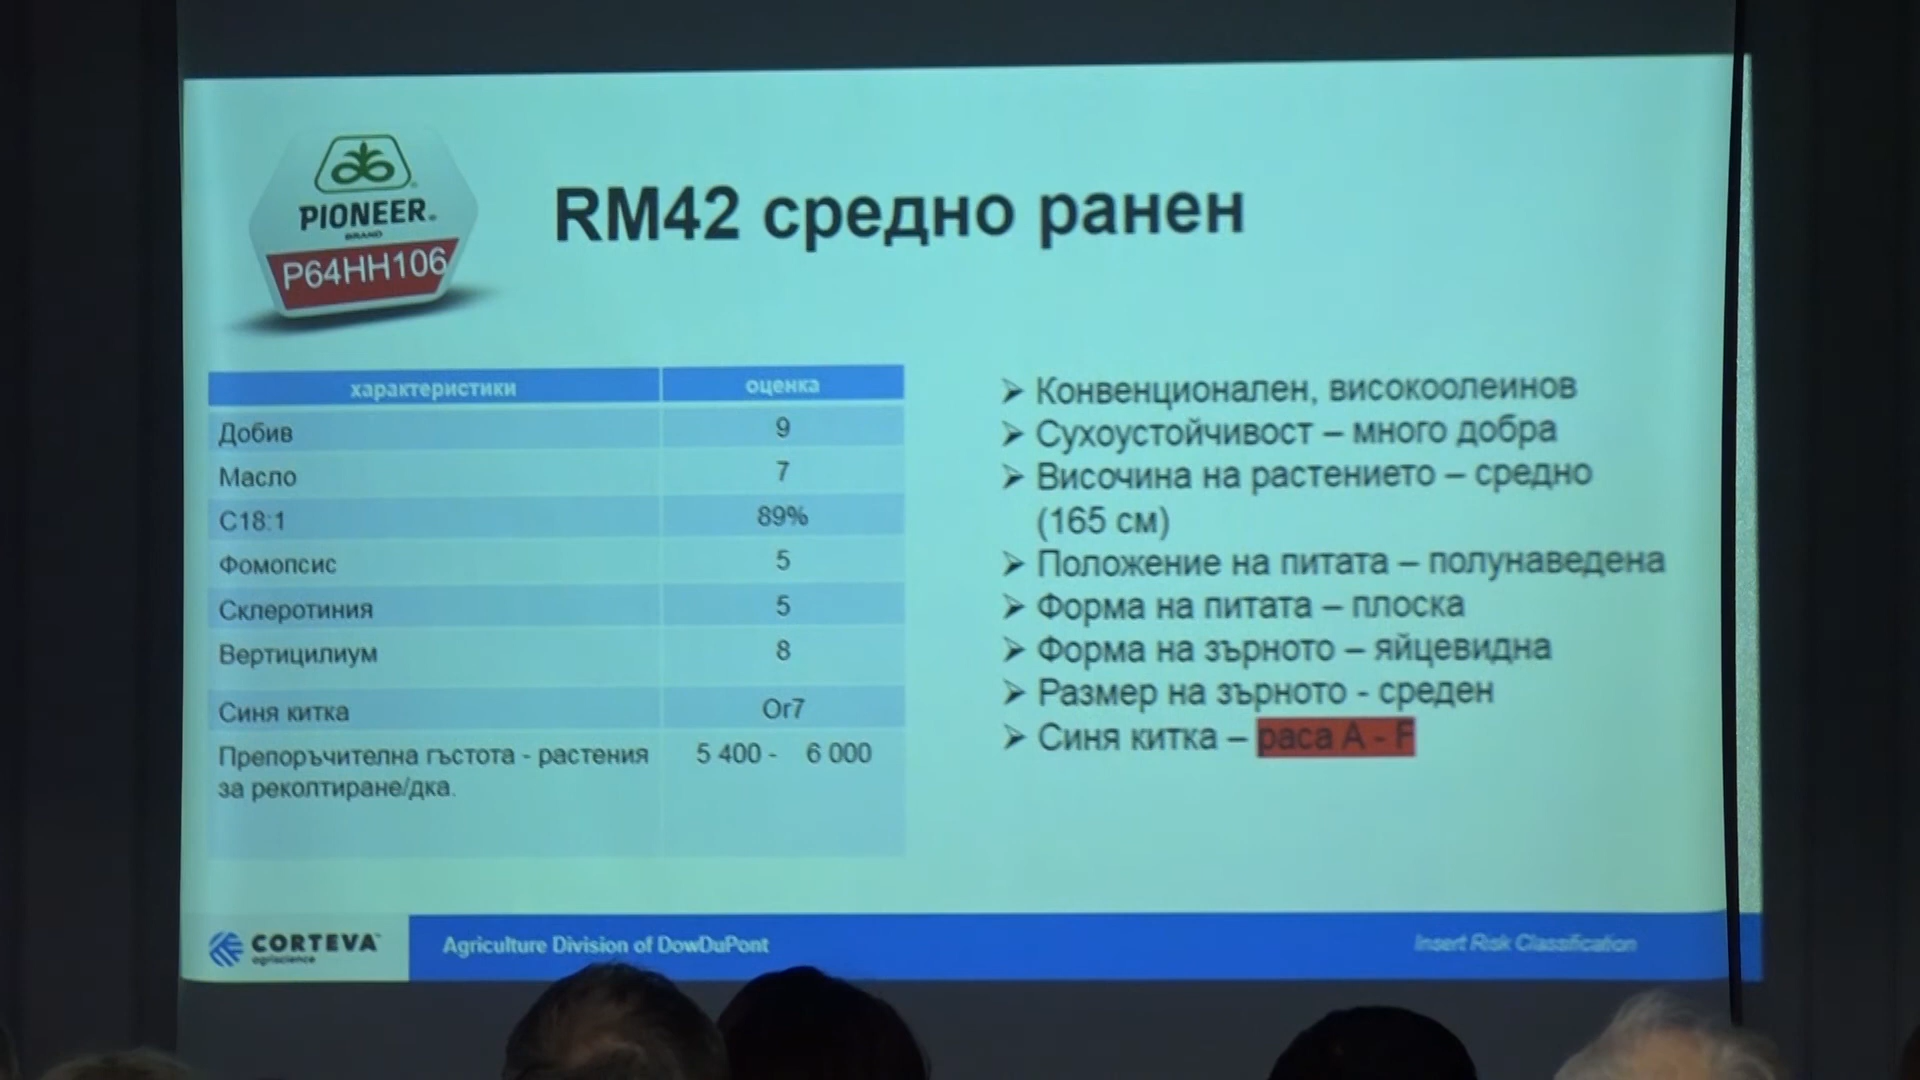 PIONEER®
BRAND
P64HH106
RM42 средно ранен
характеристики оценка
Добив 9
Масло 7
C18:1 89%
Фомопсис 5
Склеротиния 5
Вертицилиум 8
Синя китка Or7
Препоръчителна гъстота - растения 5 400 - 6 000
за реколтиране/дка.
➢ Конвенционален, високоолеинов
➢ Сухоустойчивост – много добра
➢ Височина на растението – средно
(165 см)
➢ Положение на питата – полунаведена
➢ Форма на питата – плоска
➢ Форма на зърното – яйцевидна
➢ Размер на зърното - среден
➢ Синя китка – раса A - F
CORTEVA™
agriscience
Agriculture Division of DowDuPont
Insert Risk Classification